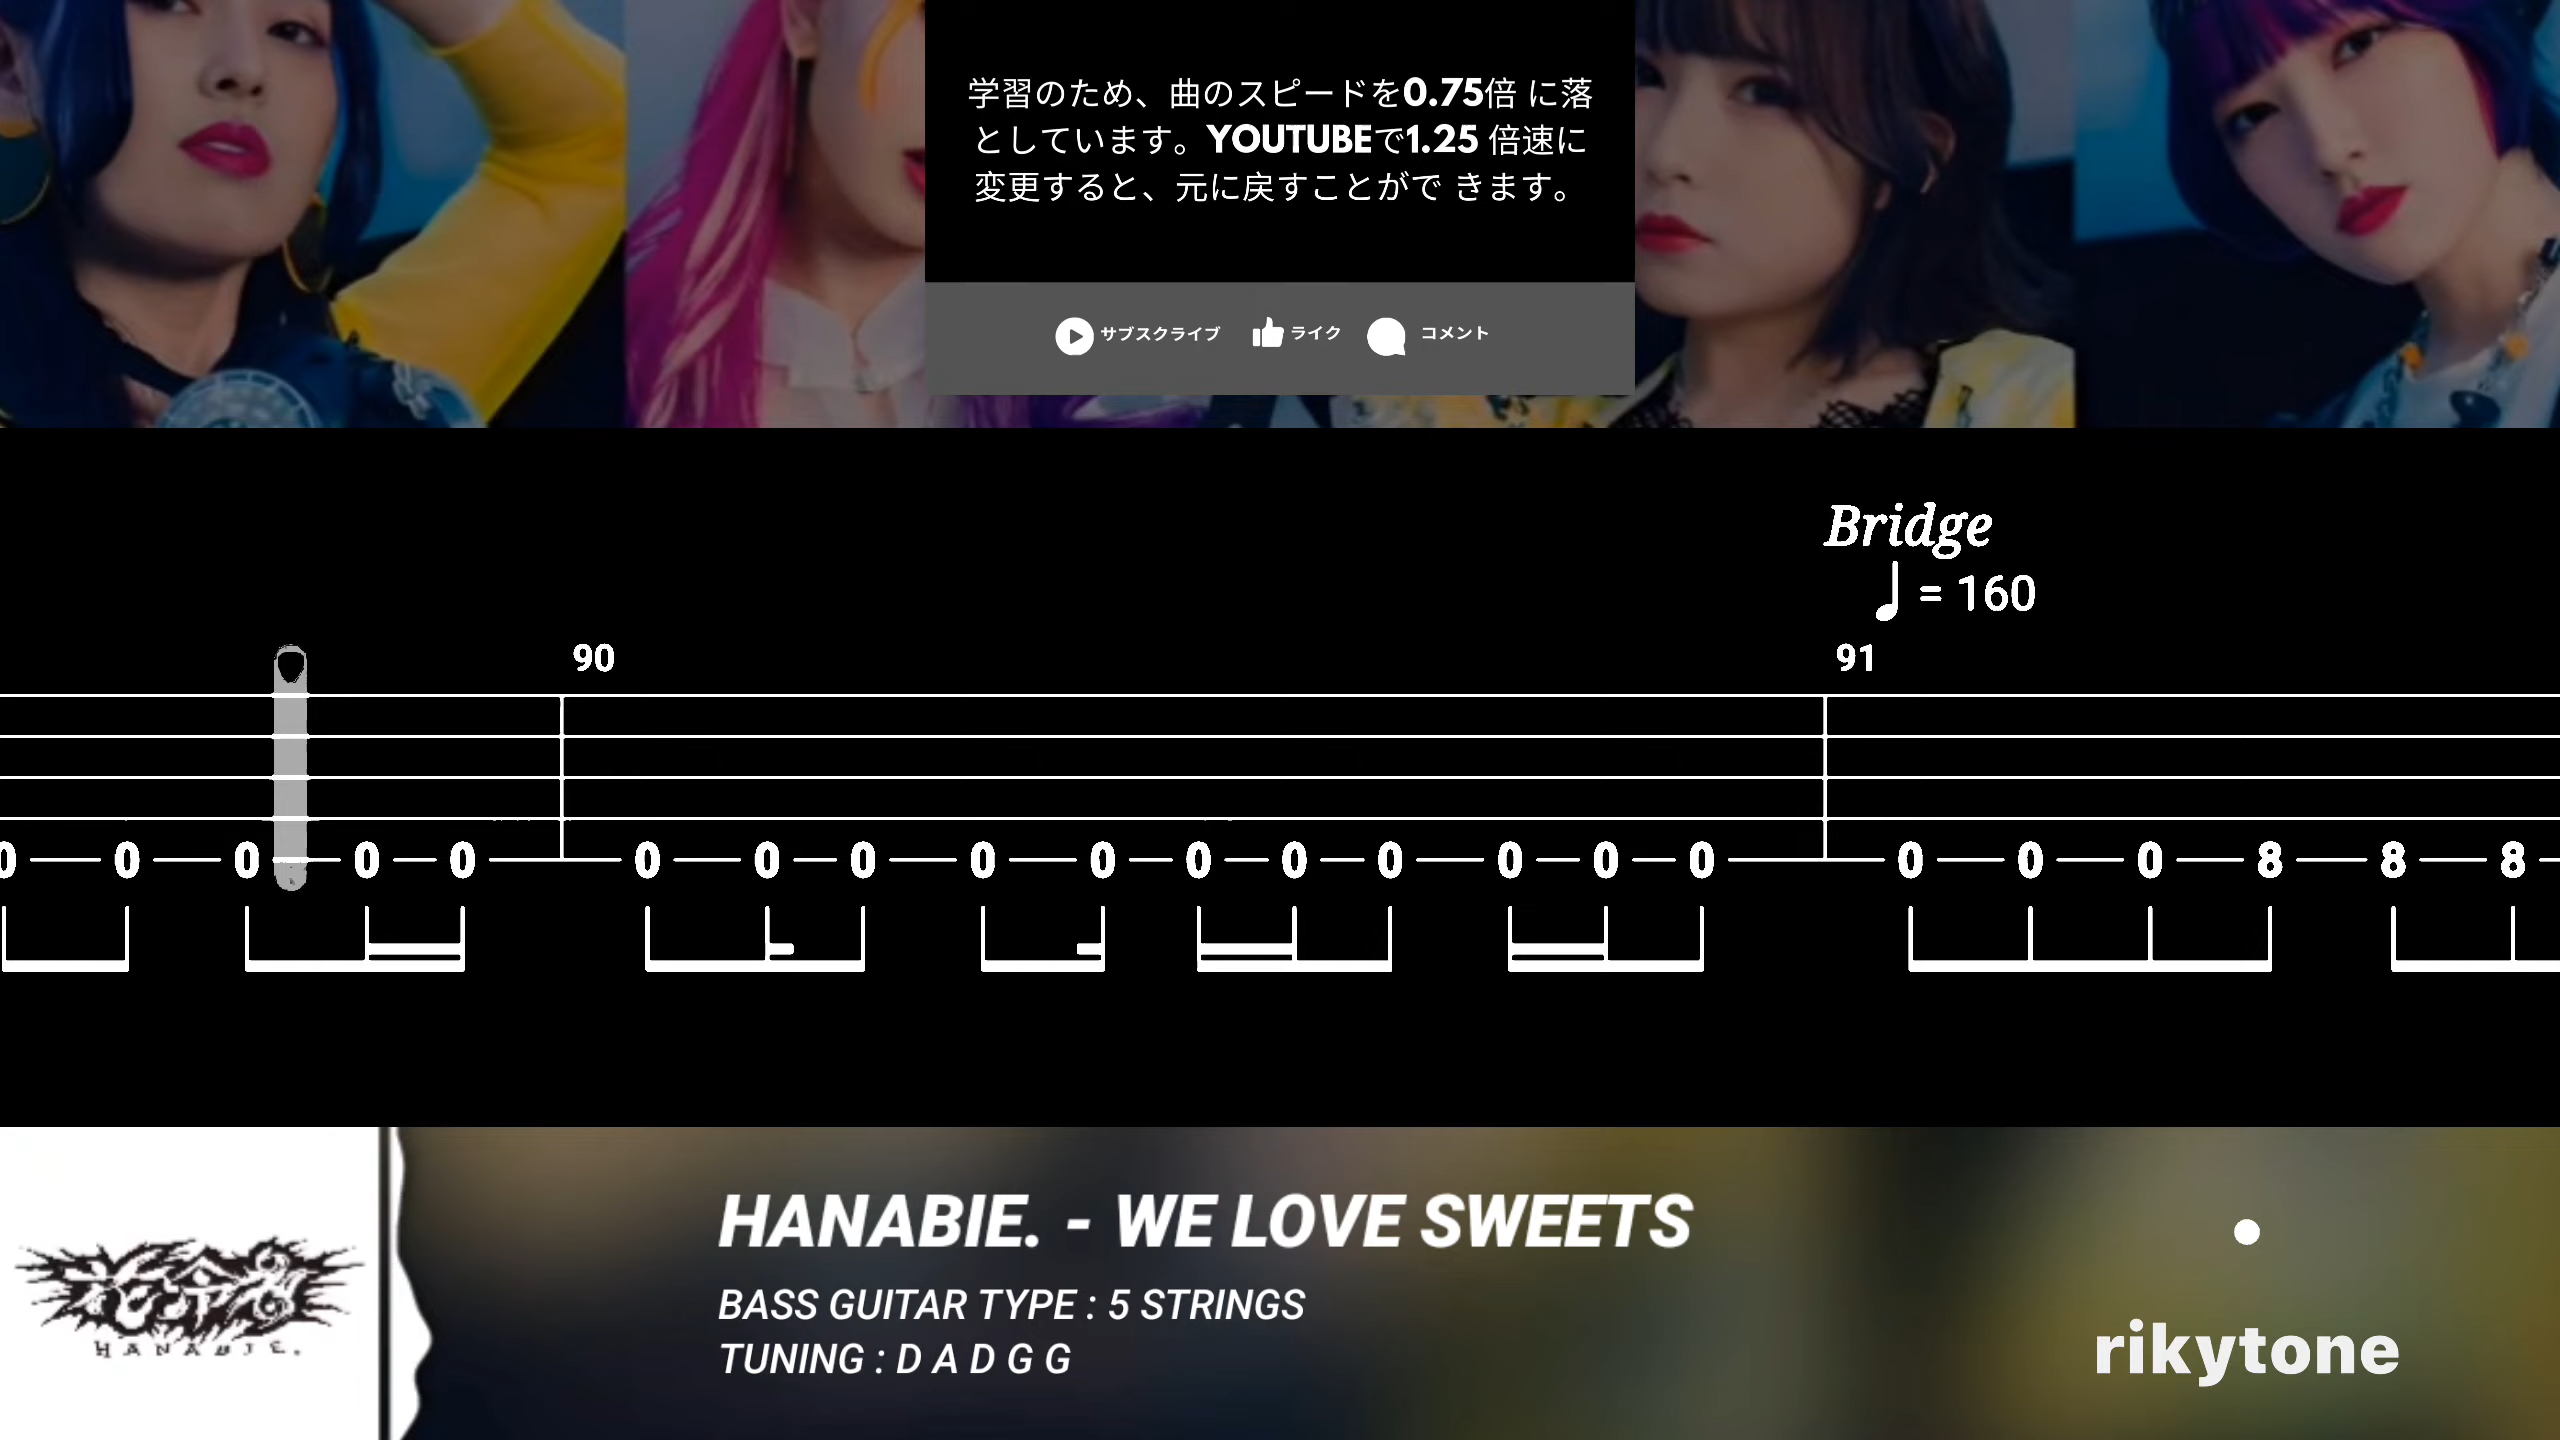 学習のため、曲のスピードを0.75倍 に落
としています。YOUTUBEで1.25 倍速に
変更すると、元に戻すことがで きます。
サブスクライブ ライク コメント
Bridge
♩ = 160
90 91
0 0 0 0 0 0 0 0 0 0 0 0 0 0 0 0 0 0 0 8 8 8
HANABIE. - WE LOVE SWEETS
BASS GUITAR TYPE : 5 STRINGS
TUNING : D A D G G
花冷え
HANABIE.
rikytone